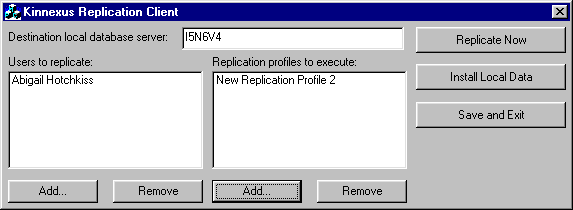 Kinnexus Replication Client
Destination local database server: I5N6V4
Replicate Now
Users to replicate: Replication profiles to execute:
Abigail Hotchkiss New Replication Profile 2
Install Local Data
Save and Exit
Add... Remove Add... Remove